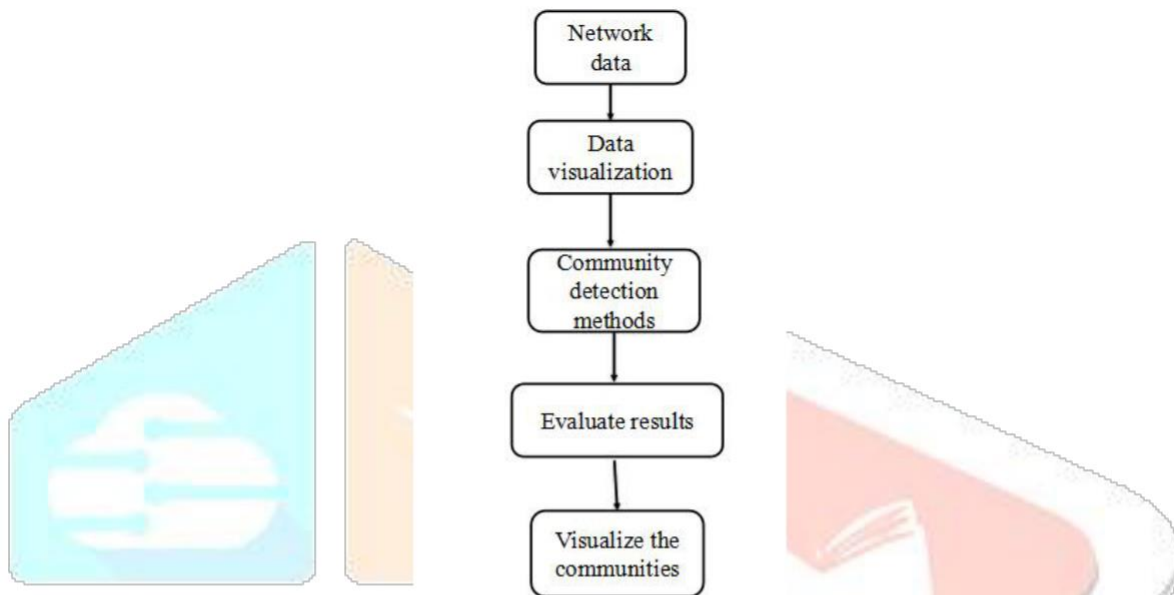 Network
data
Data
visualization
Community
detection
methods
Evaluate results
Visualize the
communities